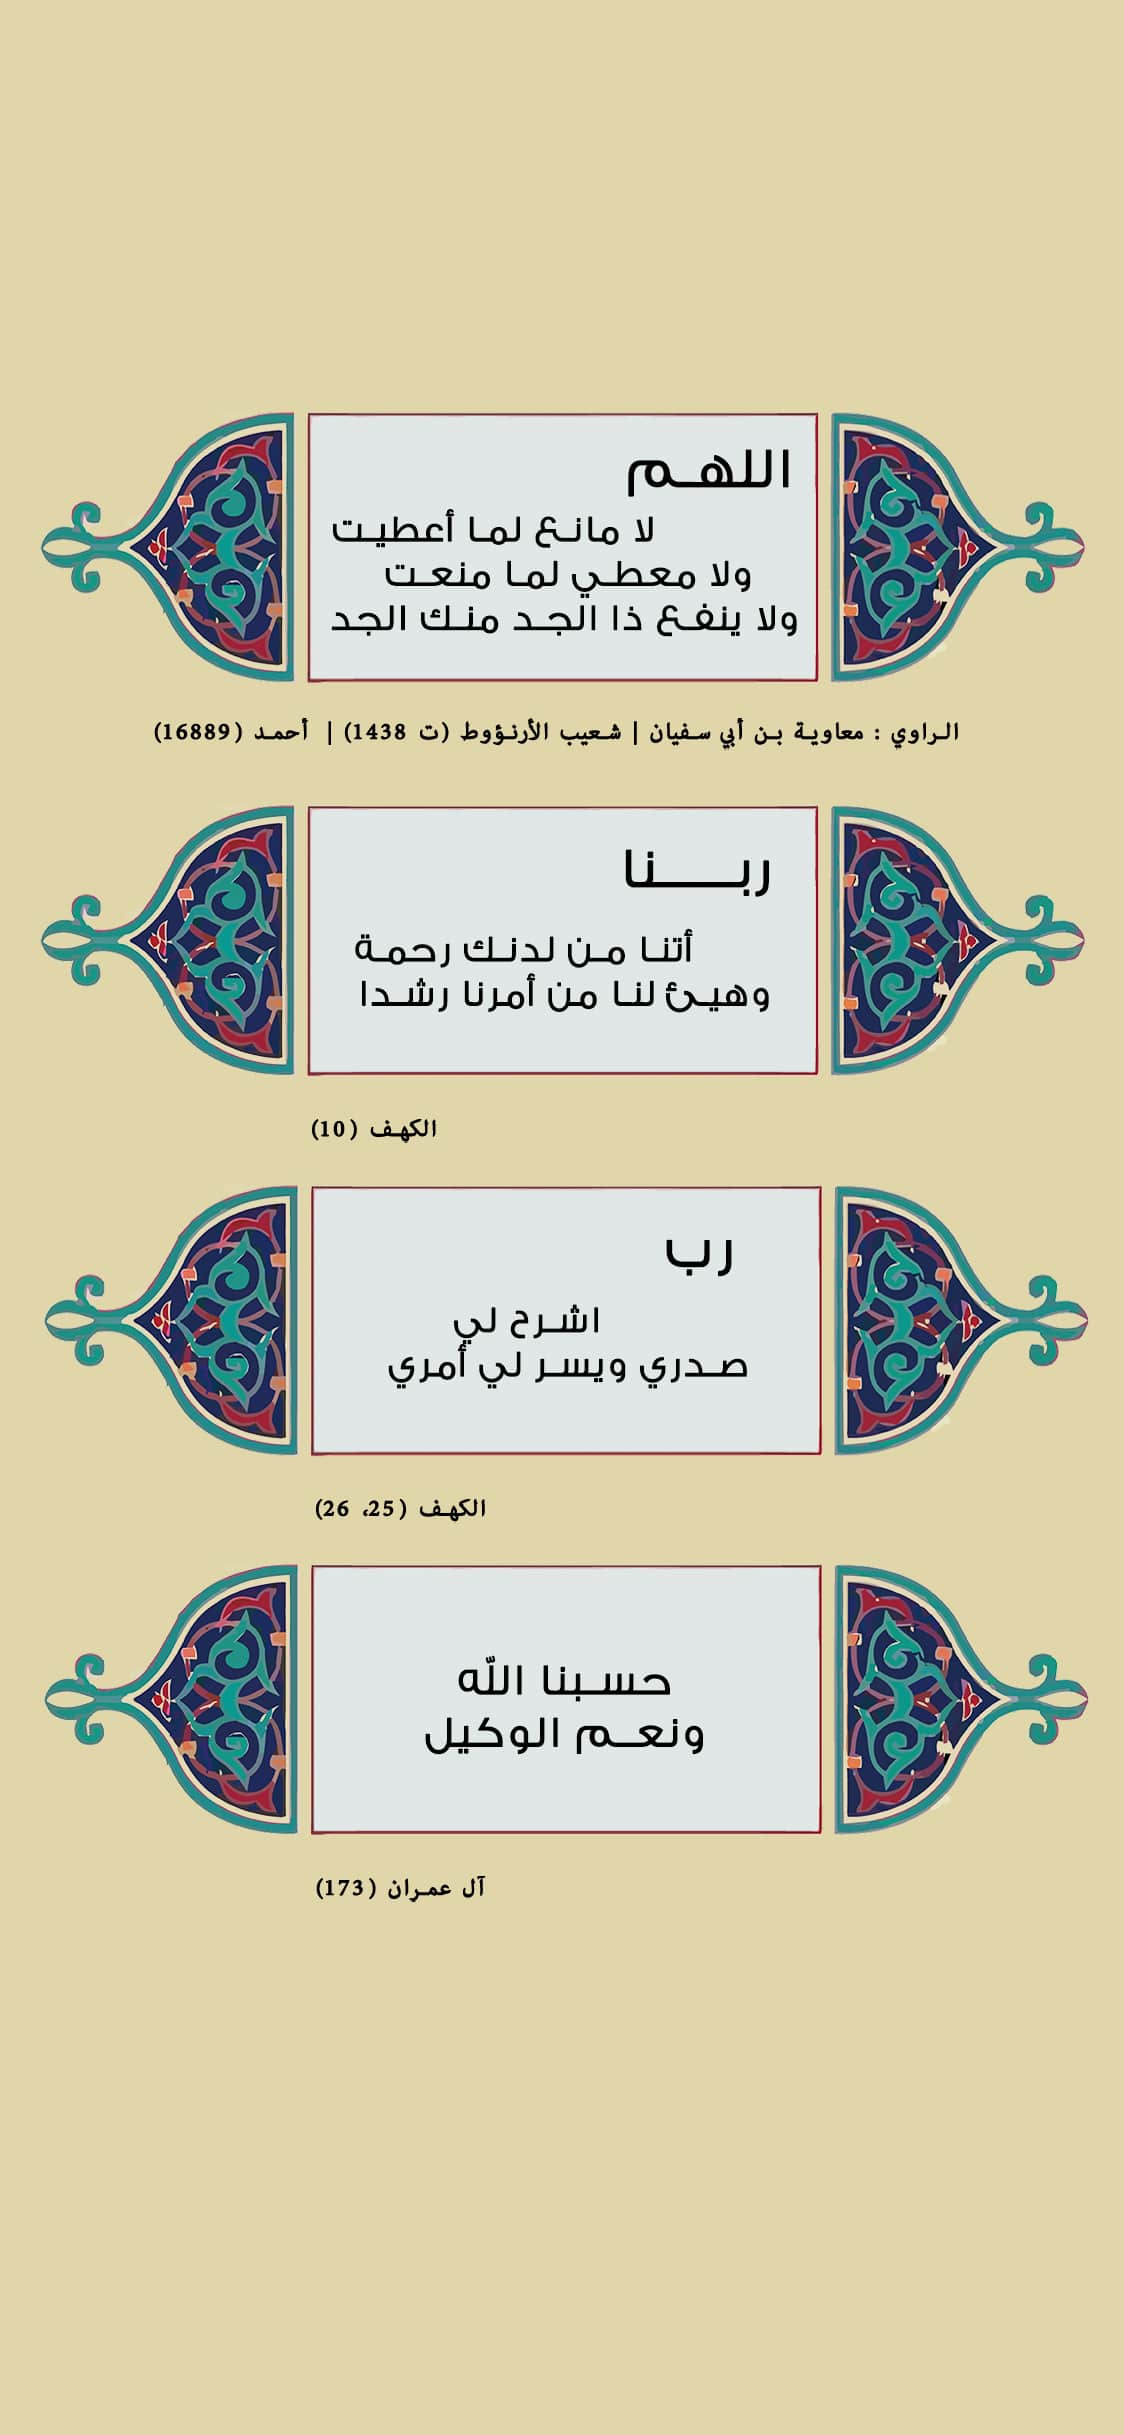 اللهم
لا مانع لما أعطيت
ولا معطي لما منعت
ولا ينفع ذا الجد منك الجد
الراوي : معاوية بن أبي سفيان | شعيب الأرنؤوط (ت 1438) | أحمد (16889)
ربنا
أتنا من لدنك رحمة
وهيئ لنا من أمرنا رشدا
الكهف (10)
رب
اشرح لي
صدري ويسر لي أمري
الكهف (25، 26)
حسبنا اللّه
ونعم الوكيل
آل عمران (173)